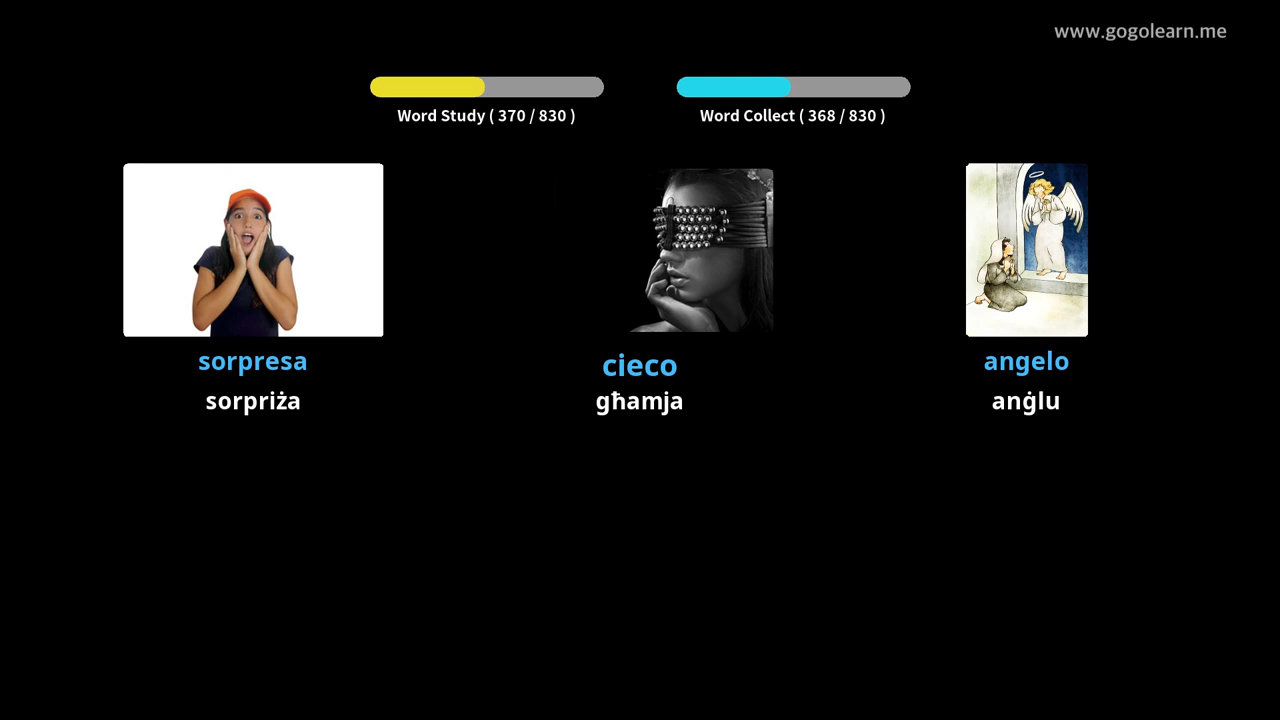 www.gogolearn.me
Word Study ( 370 / 830 )
Word Collect ( 368 / 830 )
sorpresa
cieco
angelo
sorpriża
għamja
anġlu